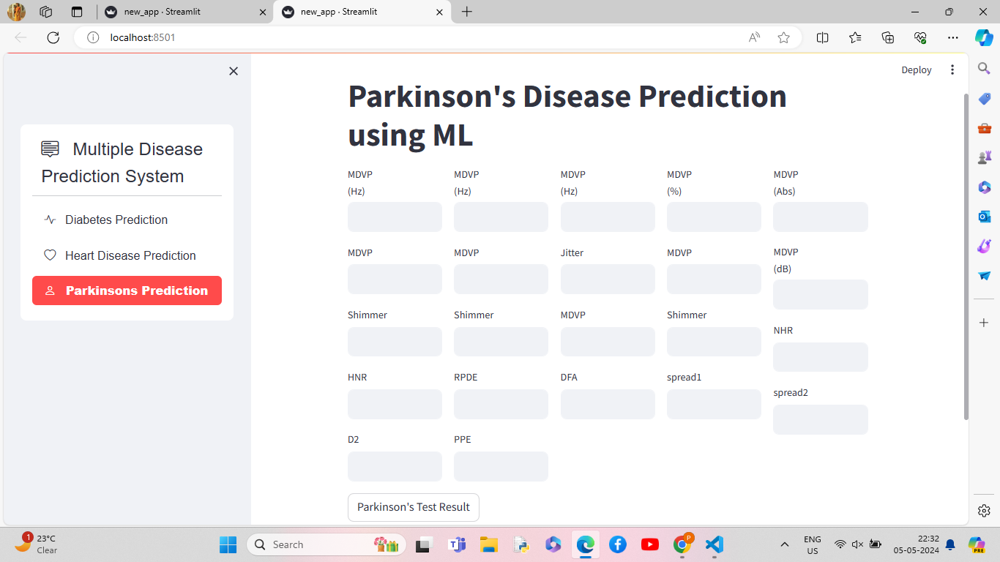 new_app · Streamlit
new_app · Streamlit
localhost:8501
Deploy
Multiple Disease
Prediction System
Diabetes Prediction
Heart Disease Prediction
Parkinsons Prediction
Parkinson's Disease Prediction
using ML
MDVP (Hz)
MDVP (Hz)
MDVP (Hz)
MDVP (%)
MDVP (Abs)
MDVP
MDVP
Jitter
MDVP
MDVP (dB)
Shimmer
Shimmer
MDVP
Shimmer
NHR
HNR
RPDE
DFA
spread1
spread2
D2
PPE
Parkinson's Test Result
1
23°C
Clear
Search
P
ENG
US
22:32
05-05-2024
PRE